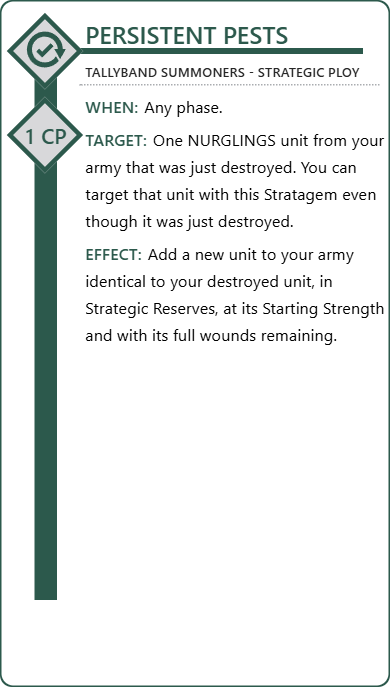 PERSISTENT PESTS
TALLYBAND SUMMONERS - STRATEGIC PLOY
WHEN: Any phase.
1 CP
TARGET: One NURGLINGS unit from your
army that was just destroyed. You can
target that unit with this Stratagem even
though it was just destroyed.
EFFECT: Add a new unit to your army
identical to your destroyed unit, in
Strategic Reserves, at its Starting Strength
and with its full wounds remaining.